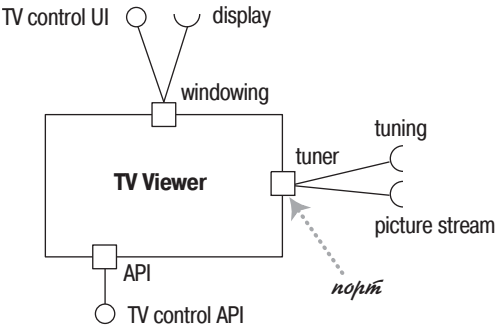 TV control UI
display
windowing
tuning
tuner
TV Viewer
picture stream
API
порт
TV control API